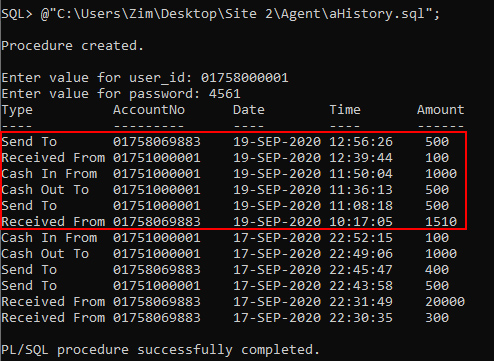 SQL> @"C:\Users\Zim\Desktop\Site 2\Agent\aHistory.sql";
Procedure created.
Enter value for user_id: 01758000001
Enter value for password: 4561
Type AccountNo Date Time Amount
---- --------- ---- ---- ------
Send To 01758069883 19-SEP-2020 12:56:26 500
Received From 01751000001 19-SEP-2020 12:39:44 100
Cash In From 01751000001 19-SEP-2020 11:50:04 1000
Cash Out To 01751000001 19-SEP-2020 11:36:13 500
Send To 01751000001 19-SEP-2020 11:08:18 500
Received From 01758069883 19-SEP-2020 10:17:05 1510
Cash In From 01751000001 17-SEP-2020 22:52:15 100
Cash Out To 01751000001 17-SEP-2020 22:49:06 1000
Send To 01758069883 17-SEP-2020 22:45:47 400
Send To 01758069883 17-SEP-2020 22:43:58 500
Received From 01758069883 17-SEP-2020 22:31:49 20000
Received From 01751000001 17-SEP-2020 22:30:35 300
PL/SQL procedure successfully completed.